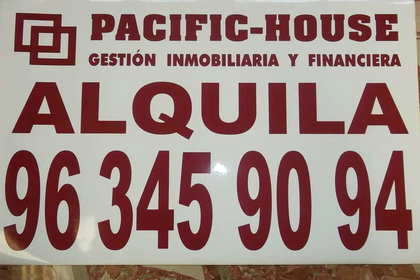 PACIFIC-HOUSE
GESTIÓN INMOBILIARIA Y FINANCIERA
ALQUILA
96 345 90 94